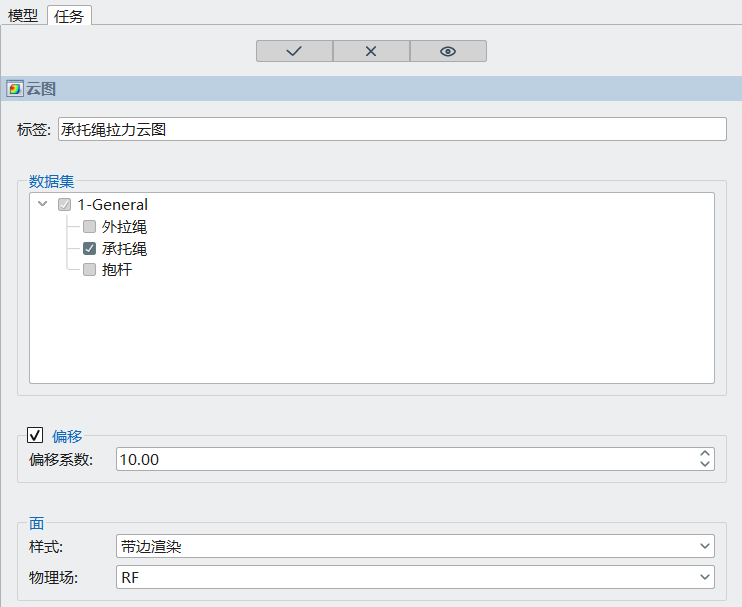 模型 任务
云图
标签: 承托绳拉力云图
数据集
1-General
外拉绳
承托绳
抱杆
偏移
偏移系数: 10.00
面
样式: 带边渲染
物理场: RF